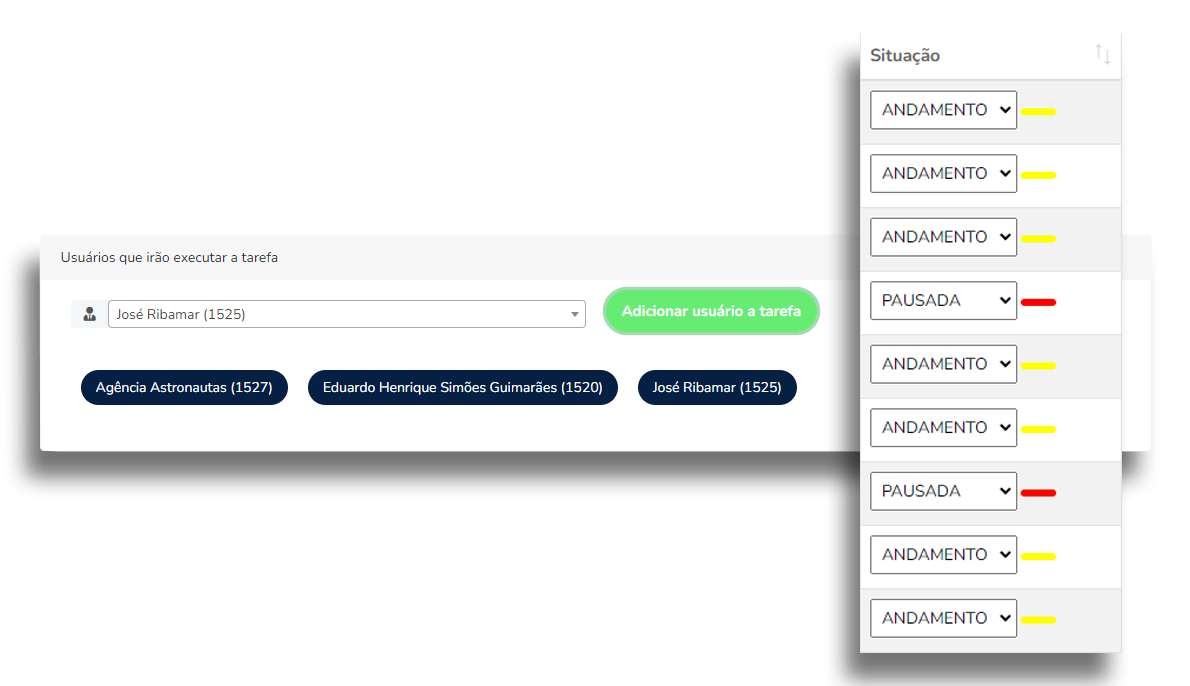 Usuários que irão executar a tarefa
José Ribamar (1525)
Adicionar usuário a tarefa
Agência Astronautas (1527)
Eduardo Henrique Simões Guimarães (1520)
José Ribamar (1525)
Situação
ANDAMENTO
ANDAMENTO
ANDAMENTO
PAUSADA
ANDAMENTO
ANDAMENTO
PAUSADA
ANDAMENTO
ANDAMENTO